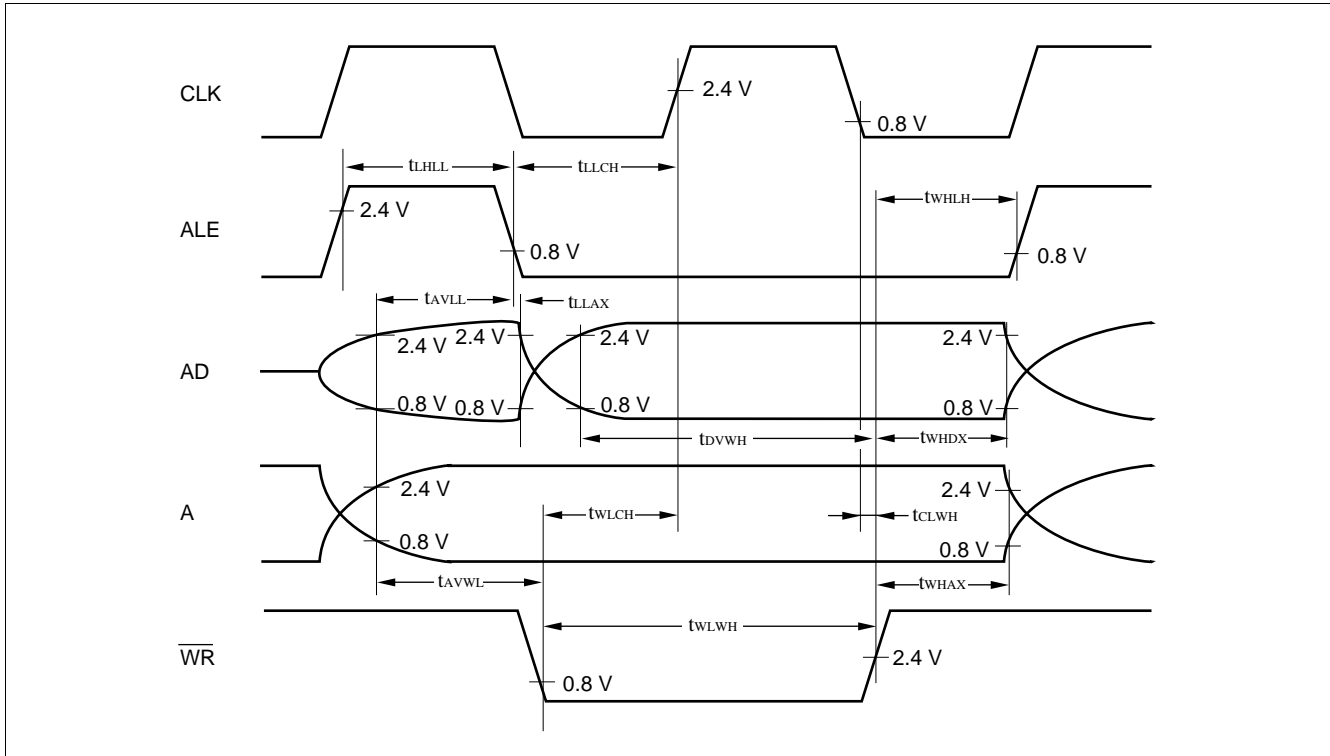 CLK
2.4 V
0.8 V
tLHLL
tLLCH
tWHLH
ALE
2.4 V
0.8 V
0.8 V
tAVLL
tLLAX
AD
2.4 V
2.4 V
2.4 V
2.4 V
0.8 V
0.8 V
0.8 V
0.8 V
tDVWH
tWHDX
A
2.4 V
2.4 V
tWLCH
tCLWH
0.8 V
0.8 V
tAVWL
tWHAX
tWLWH
WR
2.4 V
0.8 V